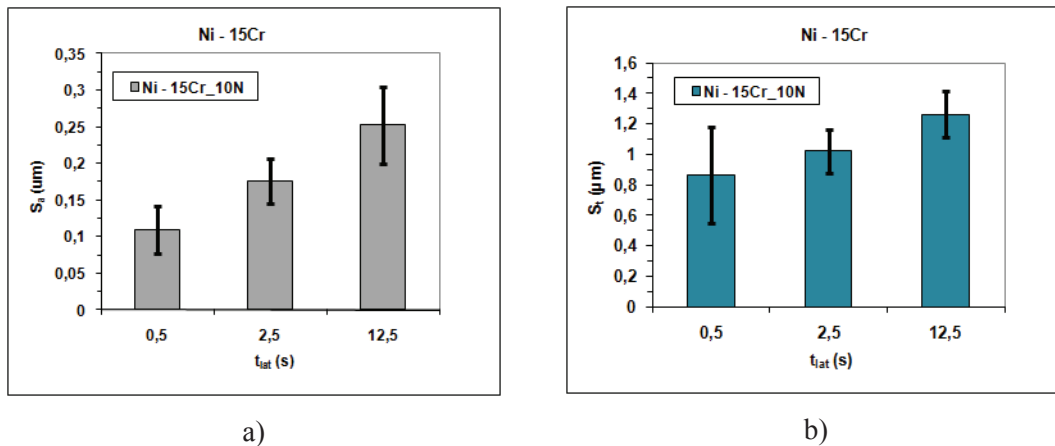 Ni - 15Cr
0,35
0,3
0,25
0,2
0,15
0,1
0,05
0
Sa (um)
Ni - 15Cr_10N
0,5 2,5 12,5
tlat (s)
a)
Ni - 15Cr
1,6
1,4
1,2
1
0,8
0,6
0,4
0,2
0
St (µm)
Ni - 15Cr_10N
0,5 2,5 12,5
tlat (s)
b)